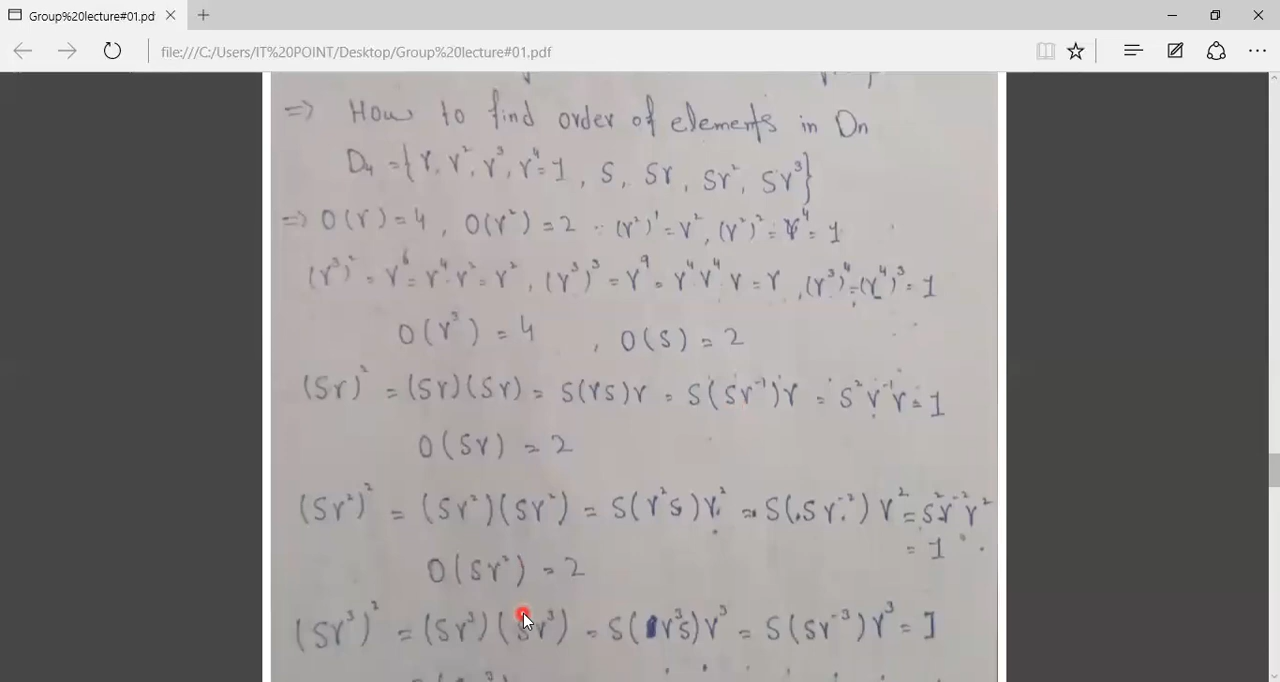 Group%20lecture#01.pd
file:///C:/Users/IT%20POINT/Desktop/Group%20lecture#01.pdf
=> How to find order of elements in Dn
D₄ = {r, r², r³, r⁴=1, s, sr, sr², sr³}
=> O(r) = 4, O(r²) = 2 ∵ (r²)¹ = r², (r²)² = r⁴ = 1
(r³)² = r⁶ = r⁴·r² = r², (r³)³ = r⁹ = r⁴r⁴r = r, (r³)⁴ = (r⁴)³ = 1
O(r³) = 4 , O(s) = 2
(sr)² = (sr)(sr) = s(rs)r = s(sr⁻¹)r = s²r⁻¹r = 1
O(sr) = 2
(sr²)² = (sr²)(sr²) = s(r²s)r² = s(sr⁻²)r² = s²r⁻²r²
= 1
O(sr²) = 2
(sr³)² = (sr³)(sr³) = s(r³s)r³ = s(sr⁻³)r³ = 1